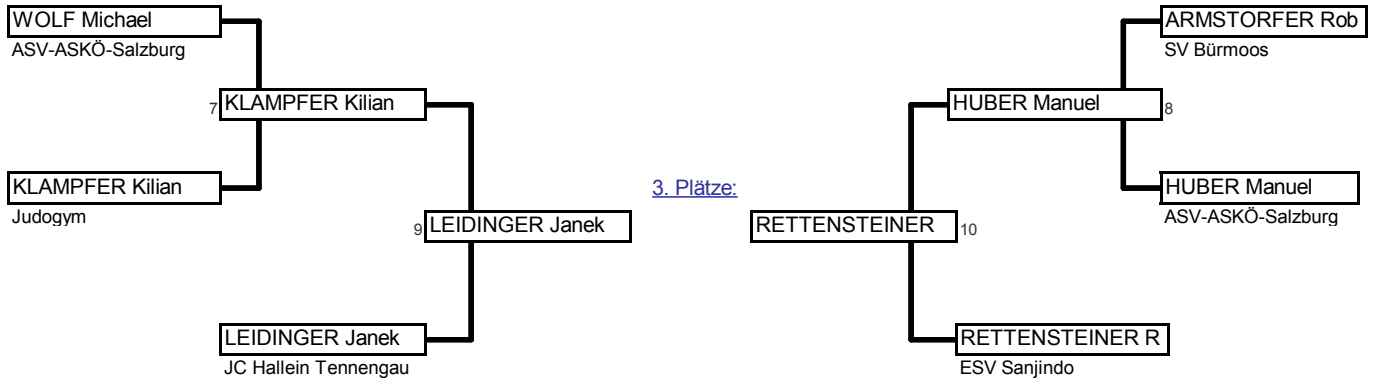 WOLF Michael
ASV-ASKÖ-Salzburg
7 KLAMPFER Kilian
KLAMPFER Kilian
Judogym
9 LEIDINGER Janek
LEIDINGER Janek
JC Hallein Tennengau
3. Plätze:
ARMSTORFER Rob
SV Bürmoos
HUBER Manuel 8
HUBER Manuel
ASV-ASKÖ-Salzburg
RETTENSTEINER 10
RETTENSTEINER R
ESV Sanjindo